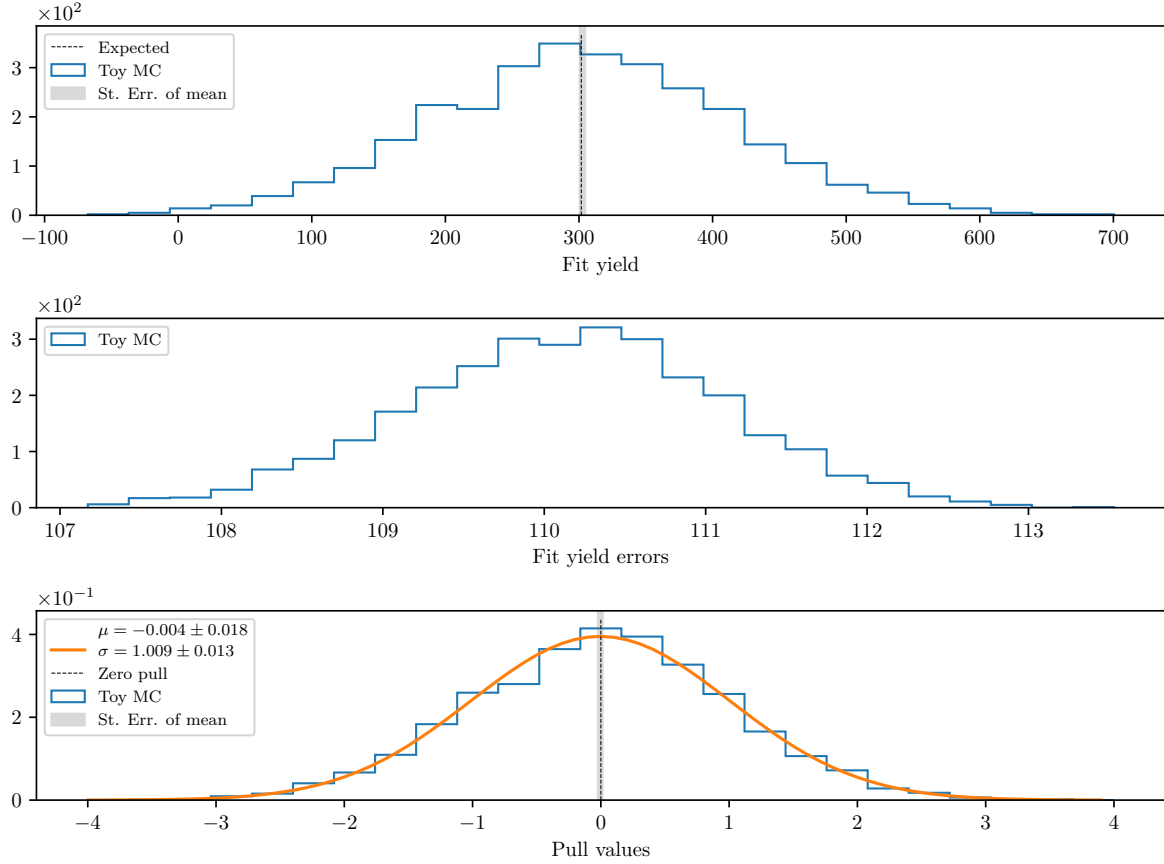 ×10²
3
2
1
0
Expected
Toy MC
St. Err. of mean
−100 0 100 200 300 400 500 600 700
Fit yield
×10²
3
2
1
0
Toy MC
107 108 109 110 111 112 113
Fit yield errors
×10⁻¹
4
2
0
μ = −0.004 ± 0.018
σ = 1.009 ± 0.013
Zero pull
Toy MC
St. Err. of mean
−4 −3 −2 −1 0 1 2 3 4
Pull values